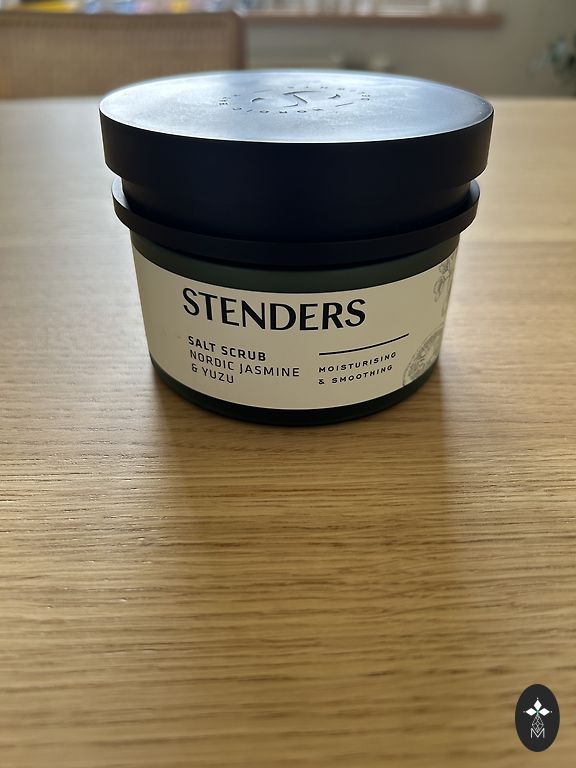 STENDERS
SALT SCRUB
NORDIC JASMINE
& YUZU
MOISTURISING
& SMOOTHING
M